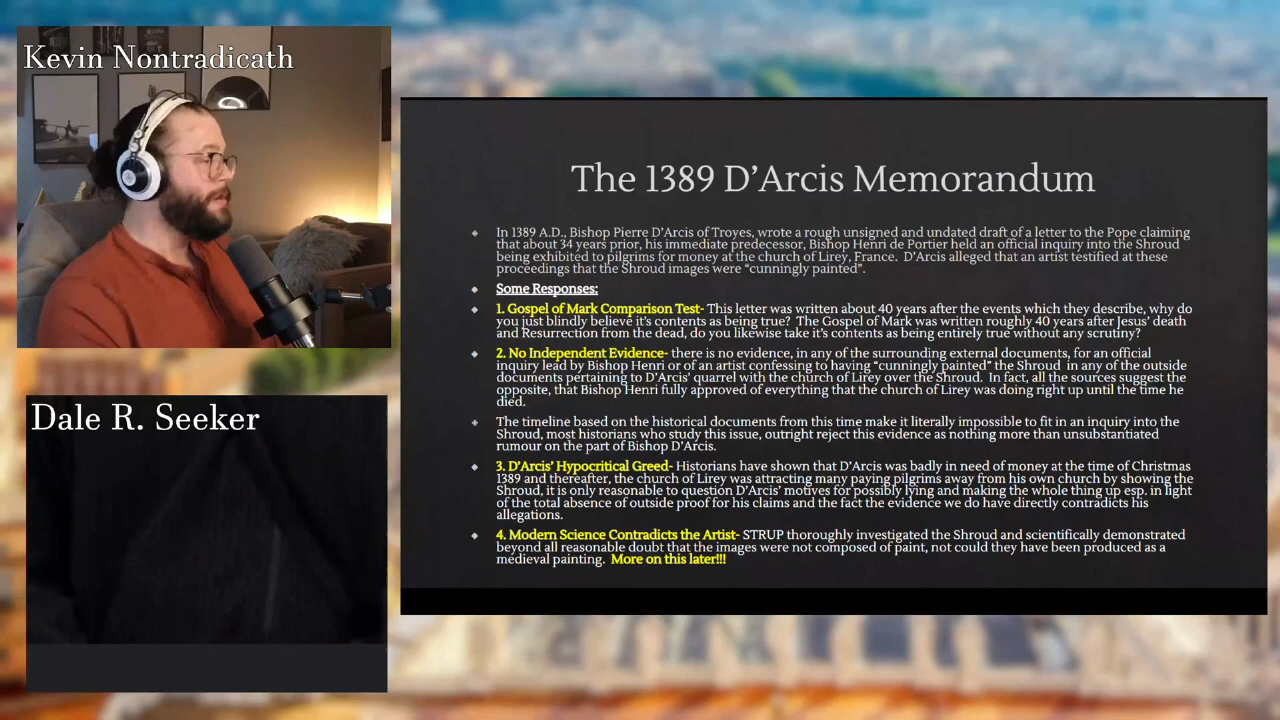 Kevin Nontradicath
Dale R. Seeker
The 1389 D'Arcis Memorandum
In 1389 A.D., Bishop Pierre D'Arcis of Troyes, wrote a rough unsigned and undated draft of a letter to the Pope claiming
that about 34 years prior, his immediate predecessor, Bishop Henri de Portier held an official inquiry into the Shroud
being exhibited to pilgrims for money at the church of Lirey, France. D'Arcis alleged that an artist testified at these
proceedings that the Shroud images were "cunningly painted".
Some Responses:
1. Gospel of Mark Comparison Test- This letter was written about 40 years after the events which they describe, why do
you just blindly believe it's contents as being true? The Gospel of Mark was written roughly 40 years after Jesus' death
and Resurrection from the dead, do you likewise take it's contents as being entirely true without any scrutiny?
2. No Independent Evidence- there is no evidence, in any of the surrounding external documents, for an official
inquiry lead by Bishop Henri or of an artist confessing to having "cunningly painted" the Shroud in any of the outside
documents pertaining to D'Arcis' quarrel with the church of Lirey over the Shroud. In fact, all the sources suggest the
opposite, that Bishop Henri fully approved of everything that the church of Lirey was doing right up until the time he
died.
The timeline based on the historical documents from this time make it literally impossible to fit in an inquiry into the
Shroud, most historians who study this issue, outright reject this evidence as nothing more than unsubstantiated
rumour on the part of Bishop D'Arcis.
3. D'Arcis' Hypocritical Greed- Historians have shown that D'Arcis was badly in need of money at the time of Christmas
1389 and thereafter, the church of Lirey was attracting many paying pilgrims away from his own church by showing the
Shroud, it is only reasonable to question D'Arcis' motives for possibly lying and making the whole thing up esp. in light
of the total absence of outside proof for his claims and the fact the evidence we do have directly contradicts his
allegations.
4. Modern Science Contradicts the Artist- STRUP thoroughly investigated the Shroud and scientifically demonstrated
beyond all reasonable doubt that the images were not composed of paint, not could they have been produced as a
medieval painting. More on this later!!!